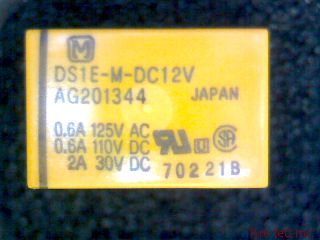 M
DS1E-M-DC12V
AG201344 JAPAN
0.6A 125V AC
0.6A 110V DC
2A 30V DC
70221B